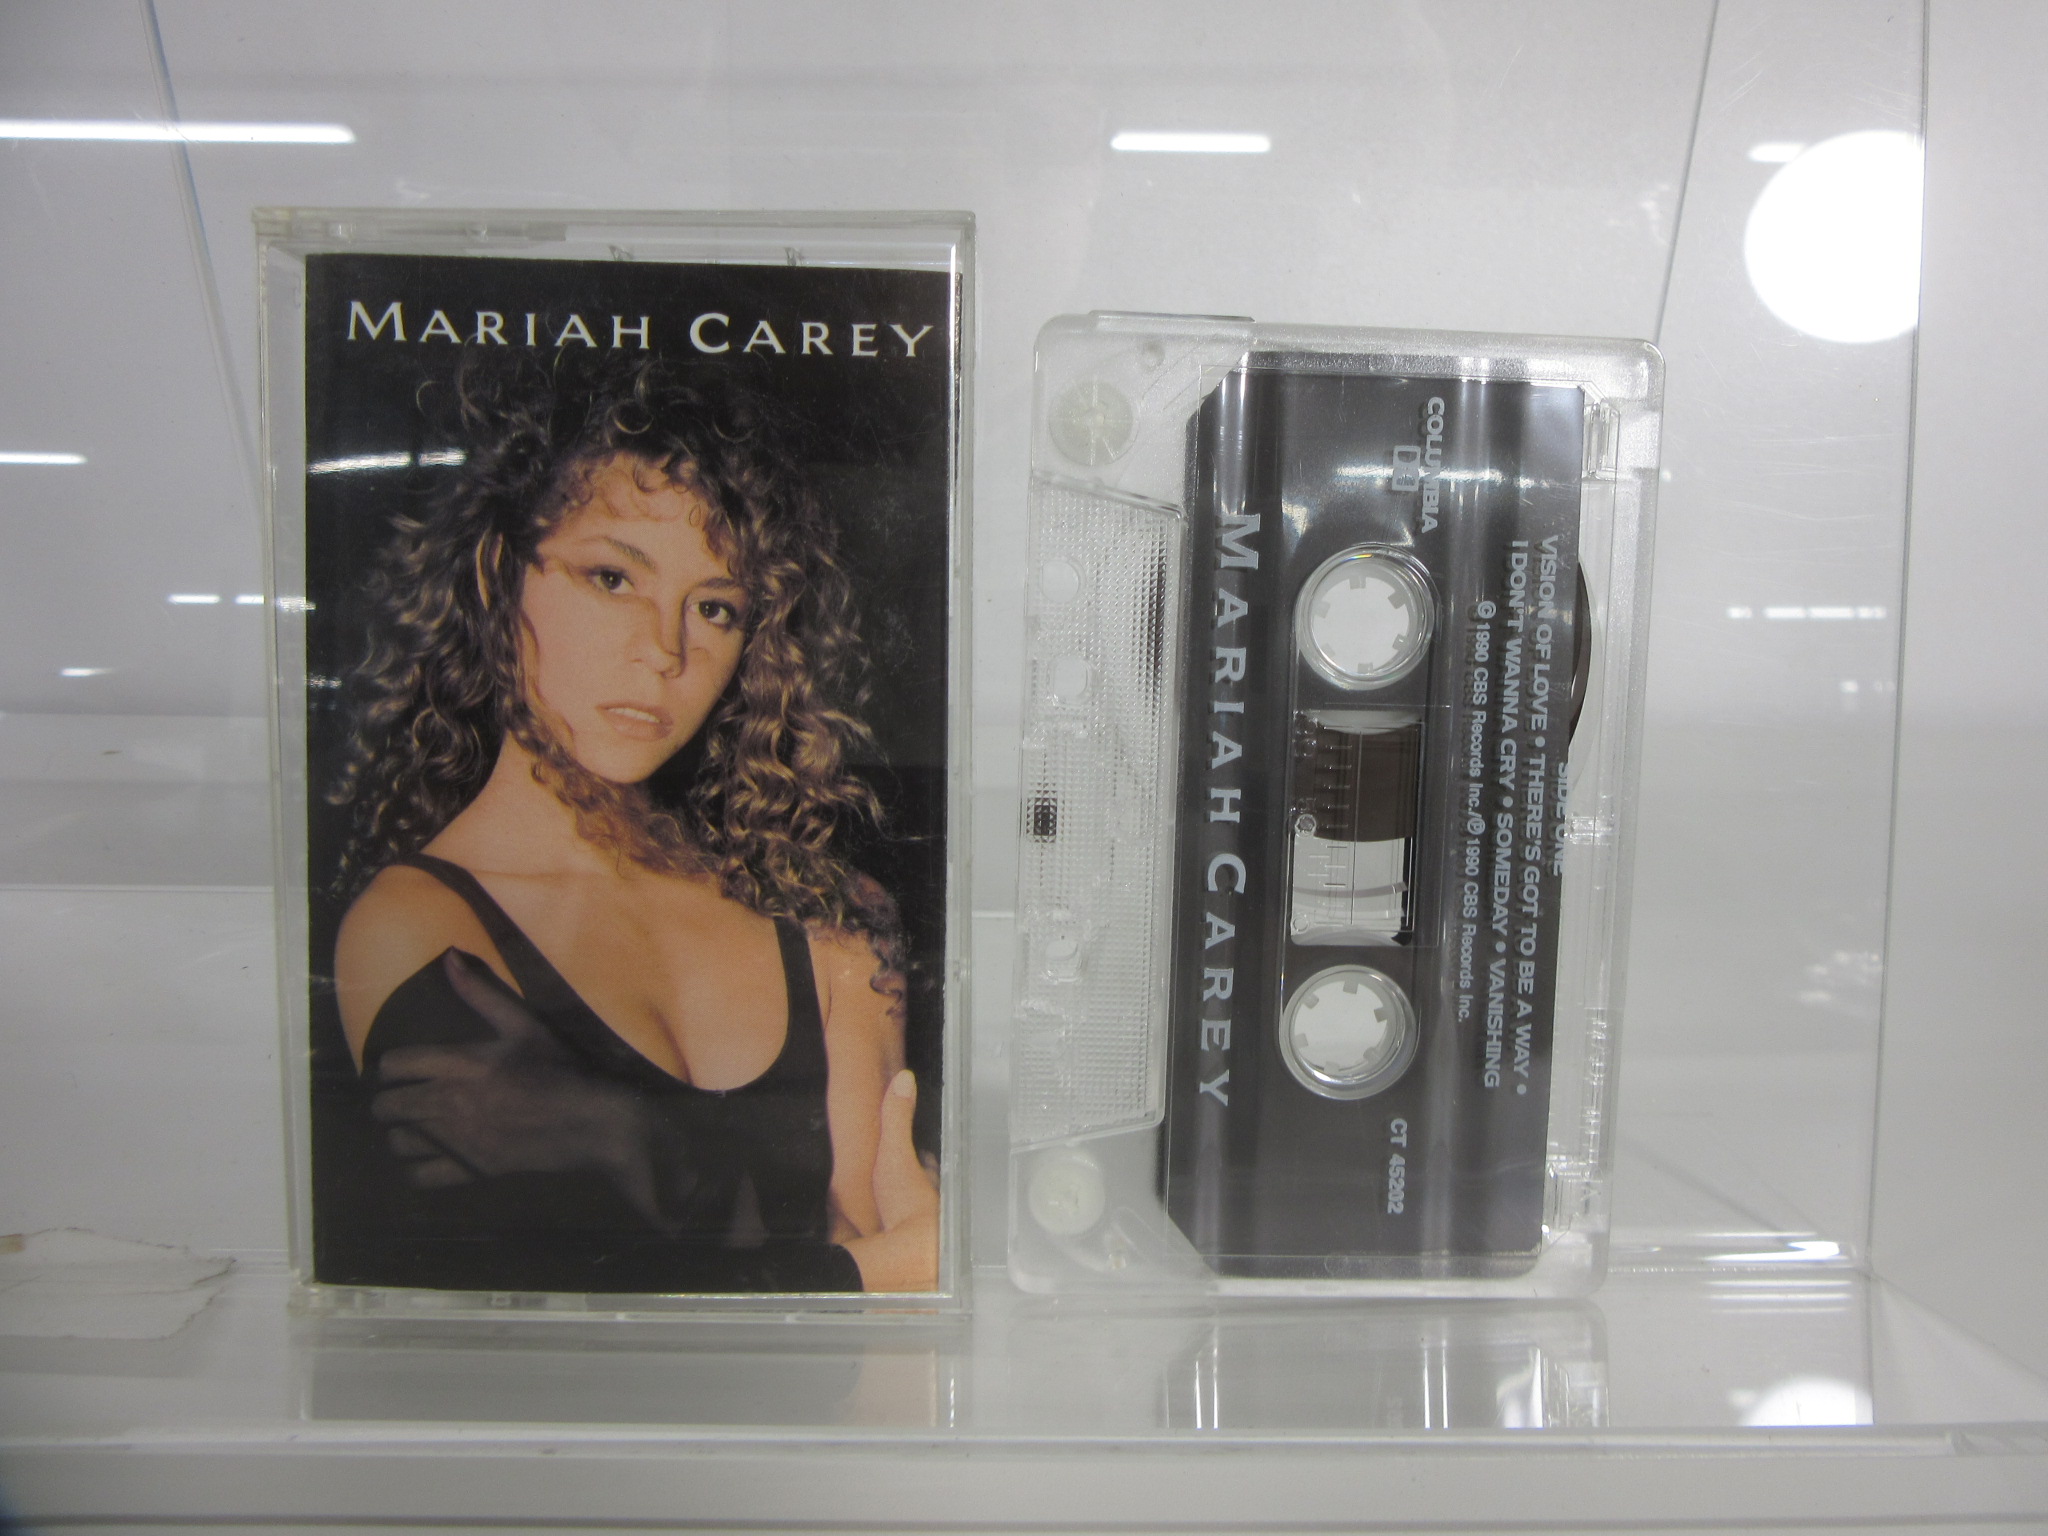 MARIAH CAREY
SIDE ONE
VISION OF LOVE • THERE'S GOT TO BE A WAY •
I DON'T WANNA CRY • SOMEDAY • VANISHING
© 1990 CBS Records Inc./℗ 1990 CBS Records Inc.
COLUMBIA
CT 45202
MARIAH CAREY